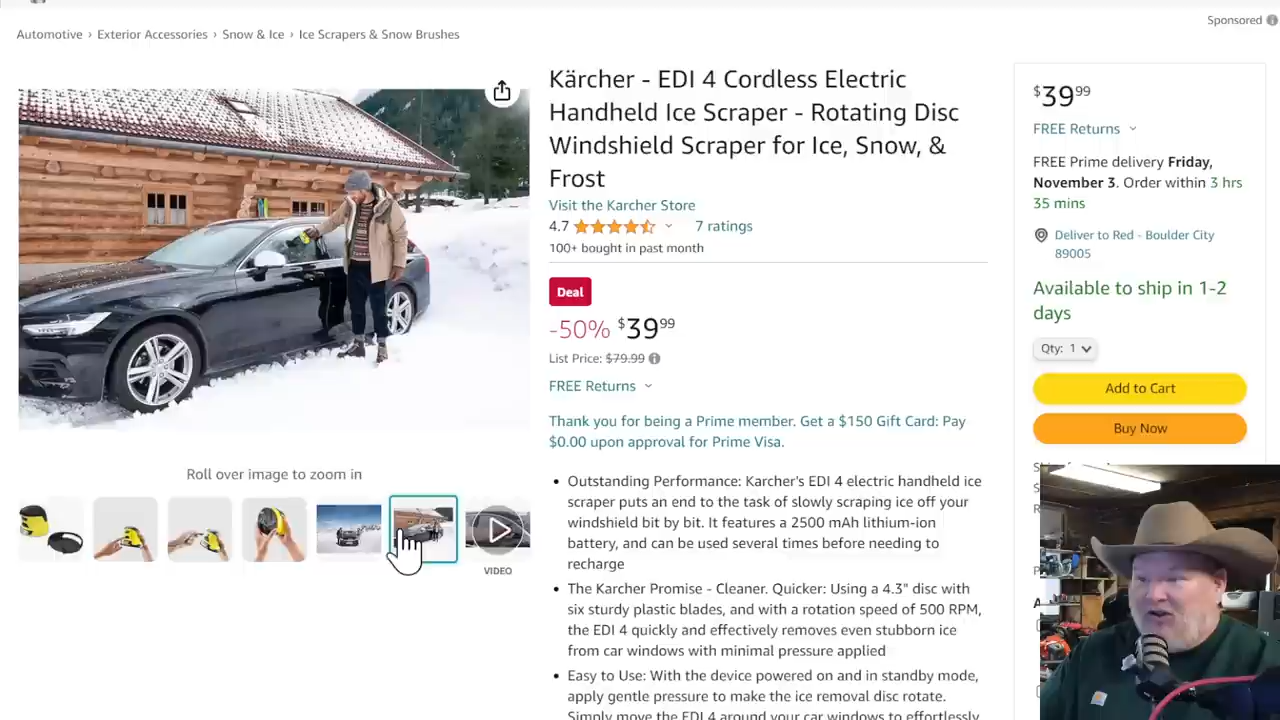 Sponsored
Automotive › Exterior Accessories › Snow & Ice › Ice Scrapers & Snow Brushes
Kärcher - EDI 4 Cordless Electric
Handheld Ice Scraper - Rotating Disc
Windshield Scraper for Ice, Snow, &
Frost
Visit the Karcher Store
4.7
7 ratings
100+ bought in past month
Deal
-50% $39 99
List Price: $79.99
FREE Returns
Thank you for being a Prime member. Get a $150 Gift Card: Pay
$0.00 upon approval for Prime Visa.
• Outstanding Performance: Karcher's EDI 4 electric handheld ice
scraper puts an end to the task of slowly scraping ice off your
windshield bit by bit. It features a 2500 mAh lithium-ion
battery, and can be used several times before needing to
recharge
• The Karcher Promise - Cleaner. Quicker: Using a 4.3" disc with
six sturdy plastic blades, and with a rotation speed of 500 RPM,
the EDI 4 quickly and effectively removes even stubborn ice
from car windows with minimal pressure applied
• Easy to Use: With the device powered on and in standby mode,
apply gentle pressure to make the ice removal disc rotate.
Simply move the EDI 4 around your car windows to effortlessly
Roll over image to zoom in
VIDEO
$39 99
FREE Returns
FREE Prime delivery Friday,
November 3. Order within 3 hrs
35 mins
Deliver to Red - Boulder City
89005
Available to ship in 1-2
days
Qty: 1
Add to Cart
Buy Now